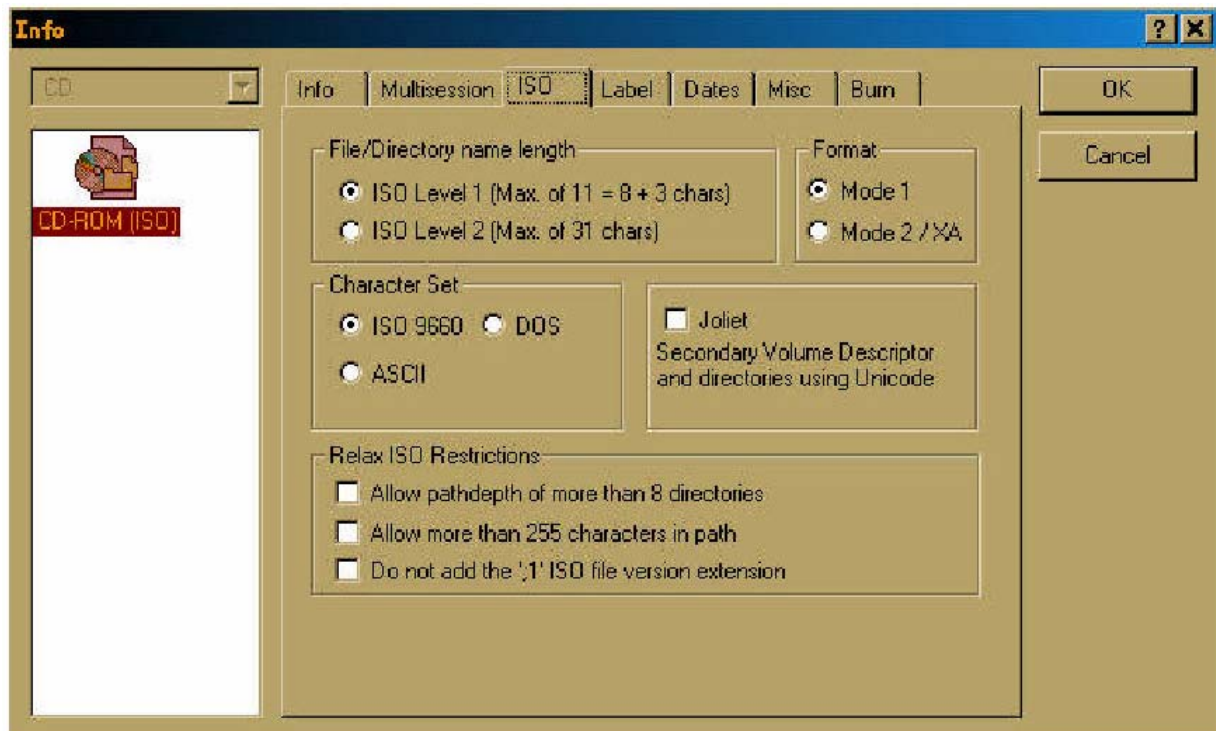 Info
CD
Info Multisession ISO Label Dates Misc Burn
OK
Cancel
CD-ROM (ISO)
File/Directory name length
ISO Level 1 (Max. of 11 = 8 + 3 chars)
ISO Level 2 (Max. of 31 chars)
Format
Mode 1
Mode 2 / XA
Character Set
ISO 9660 DOS
ASCII
Joliet
Secondary Volume Descriptor
and directories using Unicode
Relax ISO Restrictions
Allow pathdepth of more than 8 directories
Allow more than 255 characters in path
Do not add the ';1' ISO file version extension